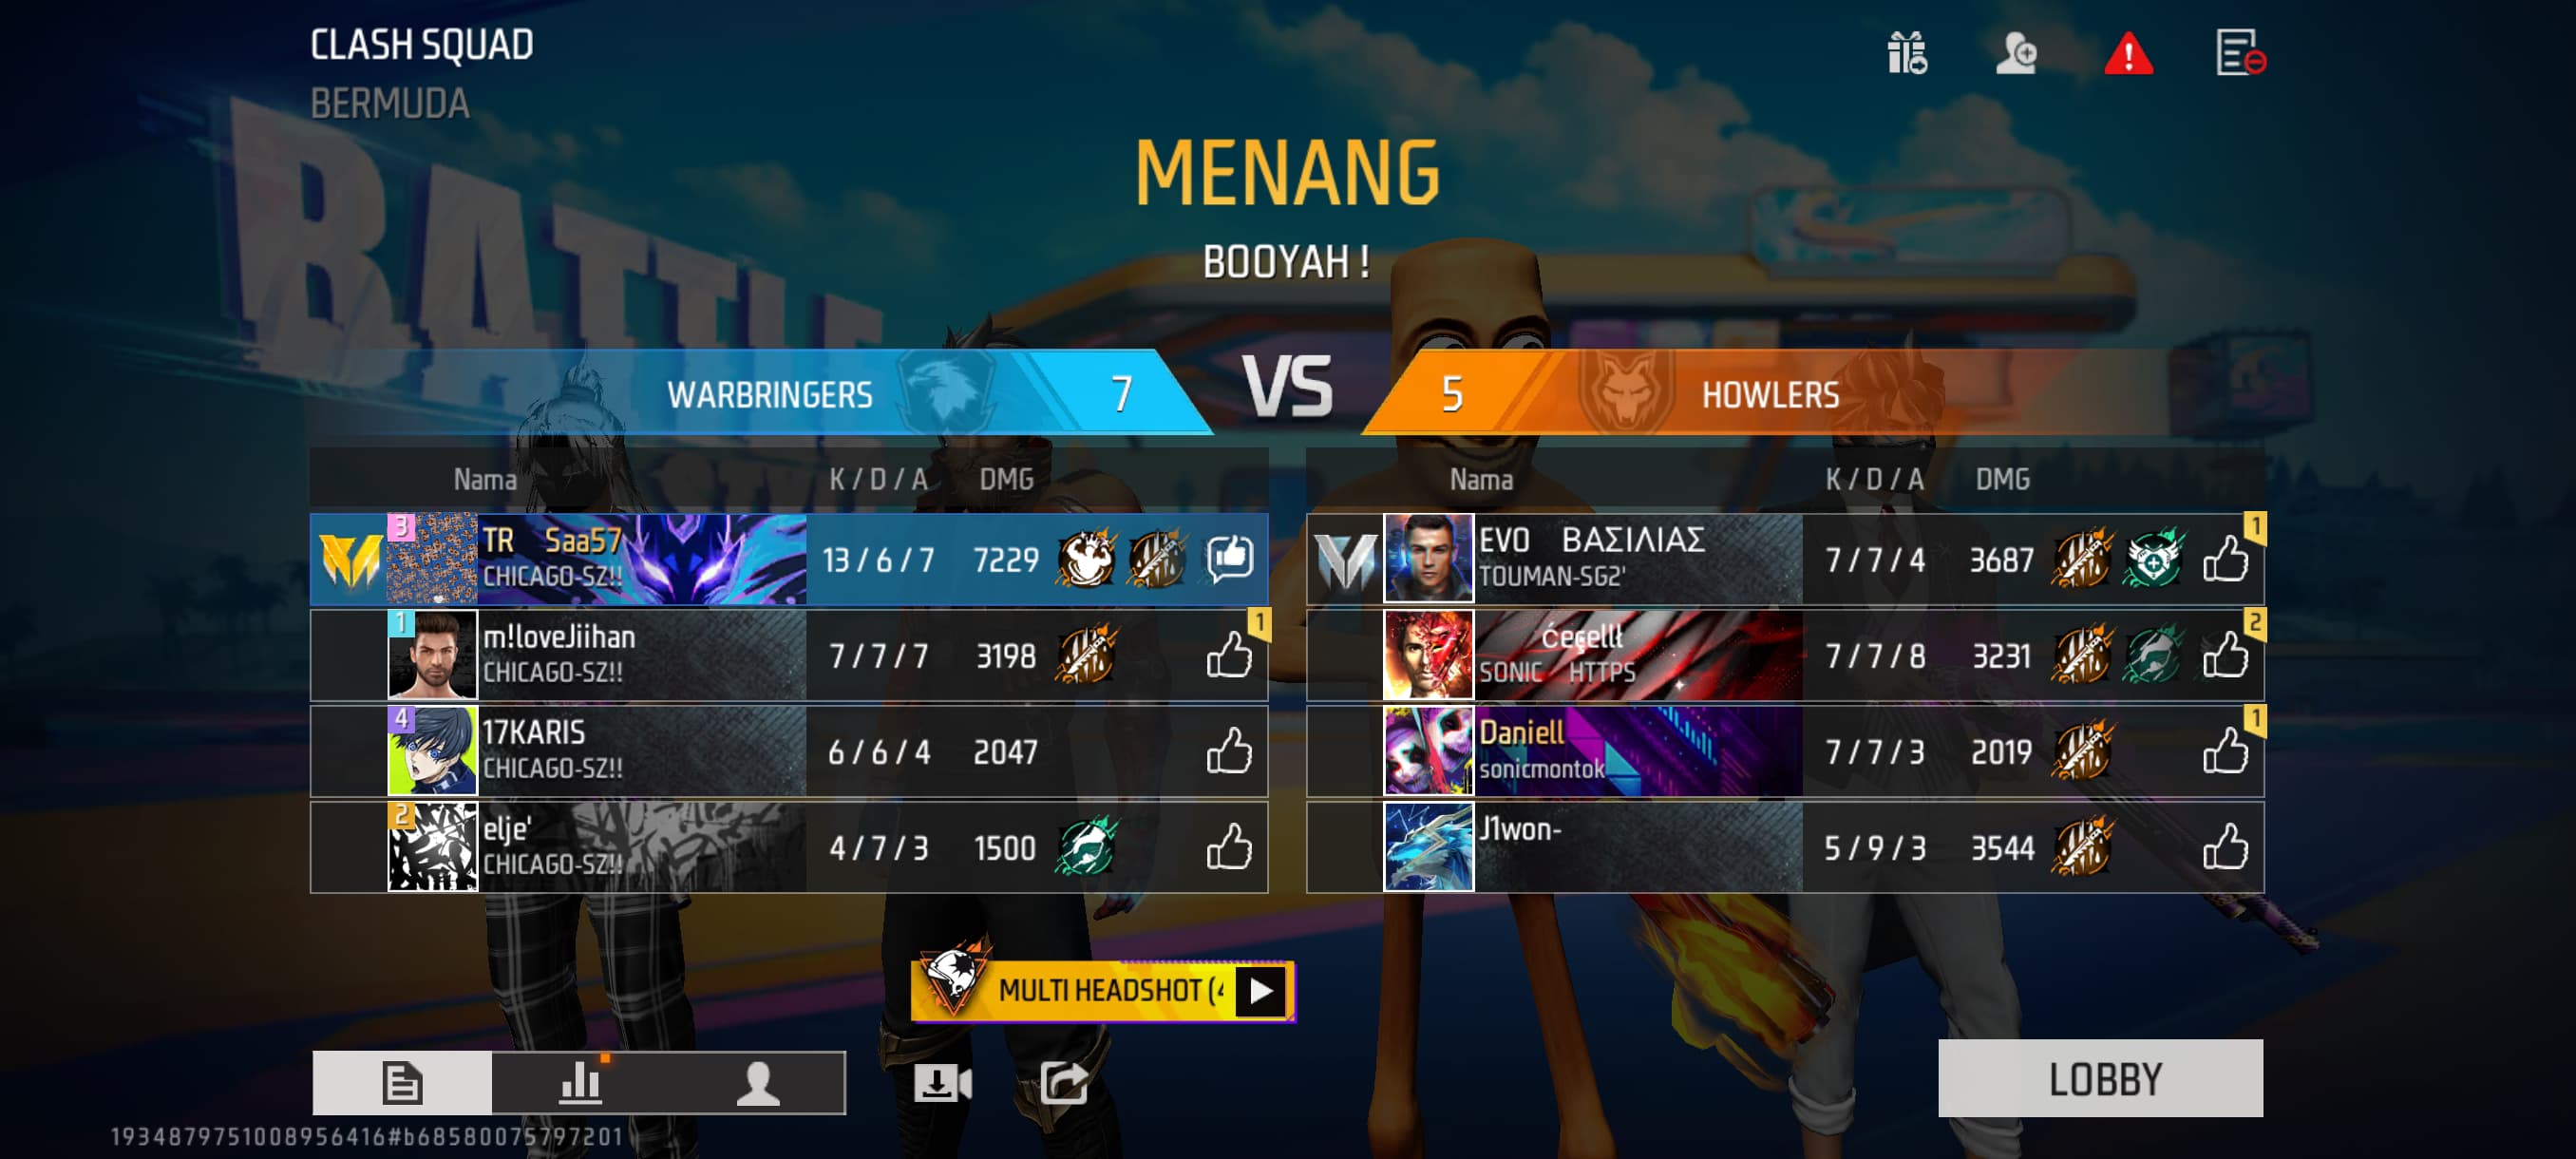 CLASH SQUAD
BERMUDA
BATTLE
MENANG
BOOYAH !
WARBRINGERS 7 VS 5 HOWLERS
Nama K / D / A DMG
3 TR Saa57
CHICAGO-SZ!!
13 / 6 / 7 7229
1 m!loveJiihan
CHICAGO-SZ!!
7 / 7 / 7 3198 1
4 17KARIS
CHICAGO-SZ!!
6 / 6 / 4 2047
2 elje'
CHICAGO-SZ!!
4 / 7 / 3 1500
Nama K / D / A DMG
EVO ΒΑΣΙΛΙΑΣ
TOUMAN-SG2'
7 / 7 / 4 3687 1
SONIC HTTPS
7 / 7 / 8 3231 2
Daniell
sonicmontok
7 / 7 / 3 2019 1
J1won-
5 / 9 / 3 3544
MULTI HEADSHOT (4
LOBBY
1934879751008956416#b68580075797201